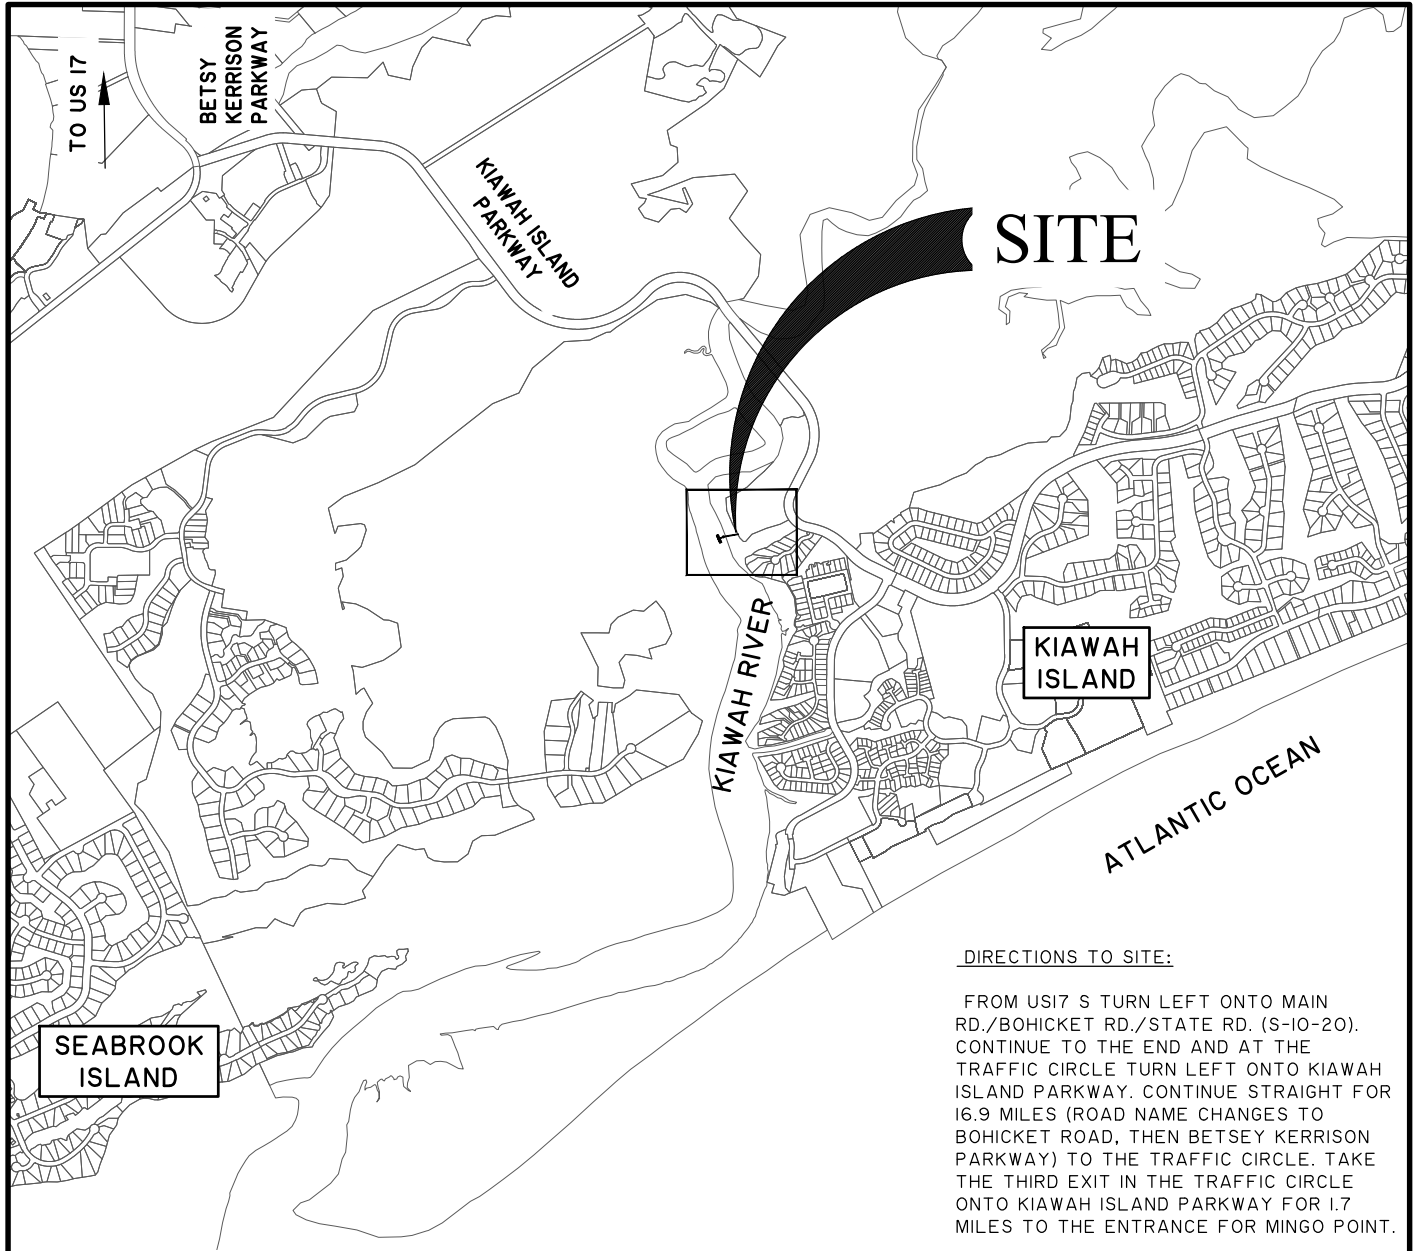 TO US 17
BETSY
KERRISON
PARKWAY
KIAWAH ISLAND
PARKWAY
SITE
KIAWAH RIVER
KIAWAH
ISLAND
ATLANTIC OCEAN
SEABROOK
ISLAND
DIRECTIONS TO SITE:
FROM US17 S TURN LEFT ONTO MAIN
RD./BOHICKET RD./STATE RD. (S-10-20).
CONTINUE TO THE END AND AT THE
TRAFFIC CIRCLE TURN LEFT ONTO KIAWAH
ISLAND PARKWAY. CONTINUE STRAIGHT FOR
16.9 MILES (ROAD NAME CHANGES TO
BOHICKET ROAD, THEN BETSEY KERRISON
PARKWAY) TO THE TRAFFIC CIRCLE. TAKE
THE THIRD EXIT IN THE TRAFFIC CIRCLE
ONTO KIAWAH ISLAND PARKWAY FOR 1.7
MILES TO THE ENTRANCE FOR MINGO POINT.